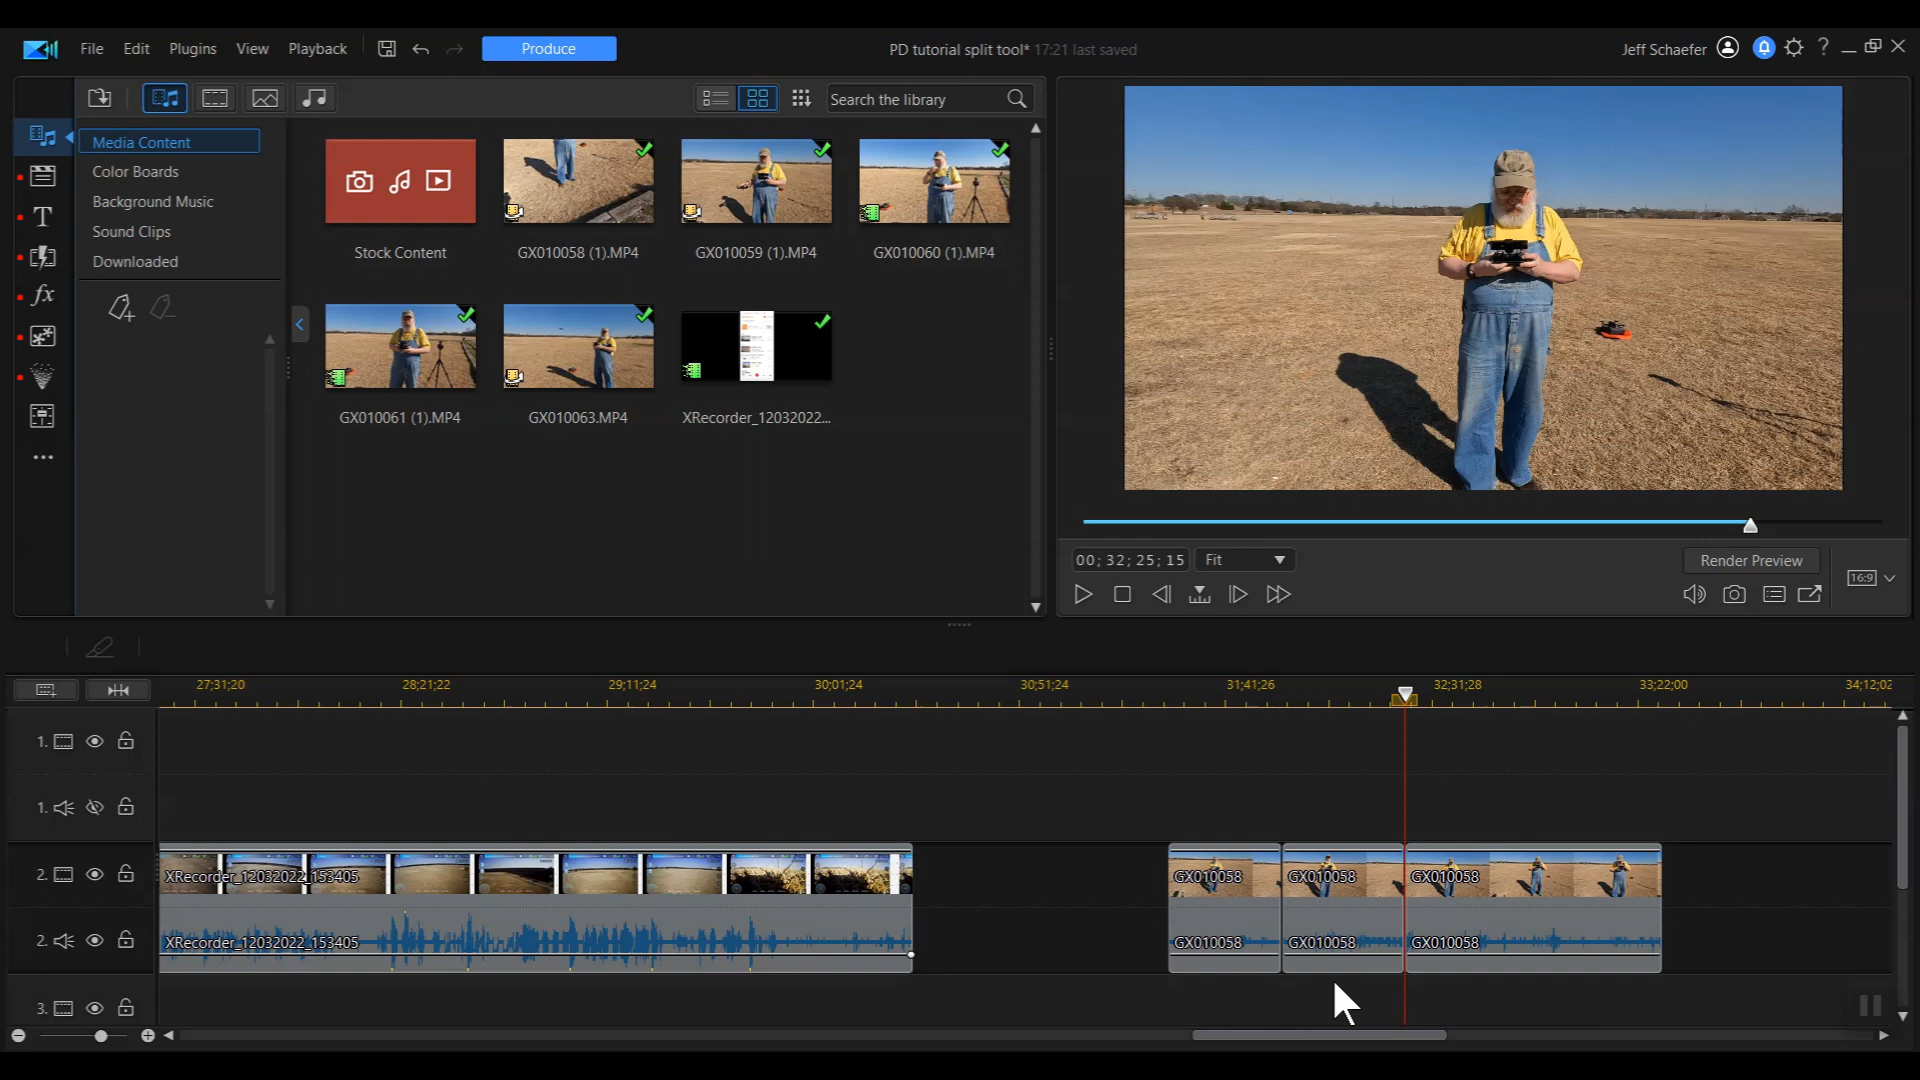 File Edit Plugins View Playback Produce PD tutorial split tool* 17:21 last saved Jeff Schaefer ?
Search the library
Media Content
Color Boards
Background Music
Sound Clips
Downloaded
Stock Content GX010058 (1).MP4 GX010059 (1).MP4 GX010060 (1).MP4
GX010061 (1).MP4 GX010063.MP4 XRecorder_12032022...
T
fx
00; 32; 25; 15 Fit Render Preview
16:9
27;31;20 28;21;22 29;11;24 30;01;24 30;51;24 31;41;26 32;31;28 33;22;00 34;12;02
1.
1.
2. XRecorder_12032022_153405 GX010058 GX010058 GX010058
2. XRecorder_12032022_153405 GX010058 GX010058 GX010058
3.